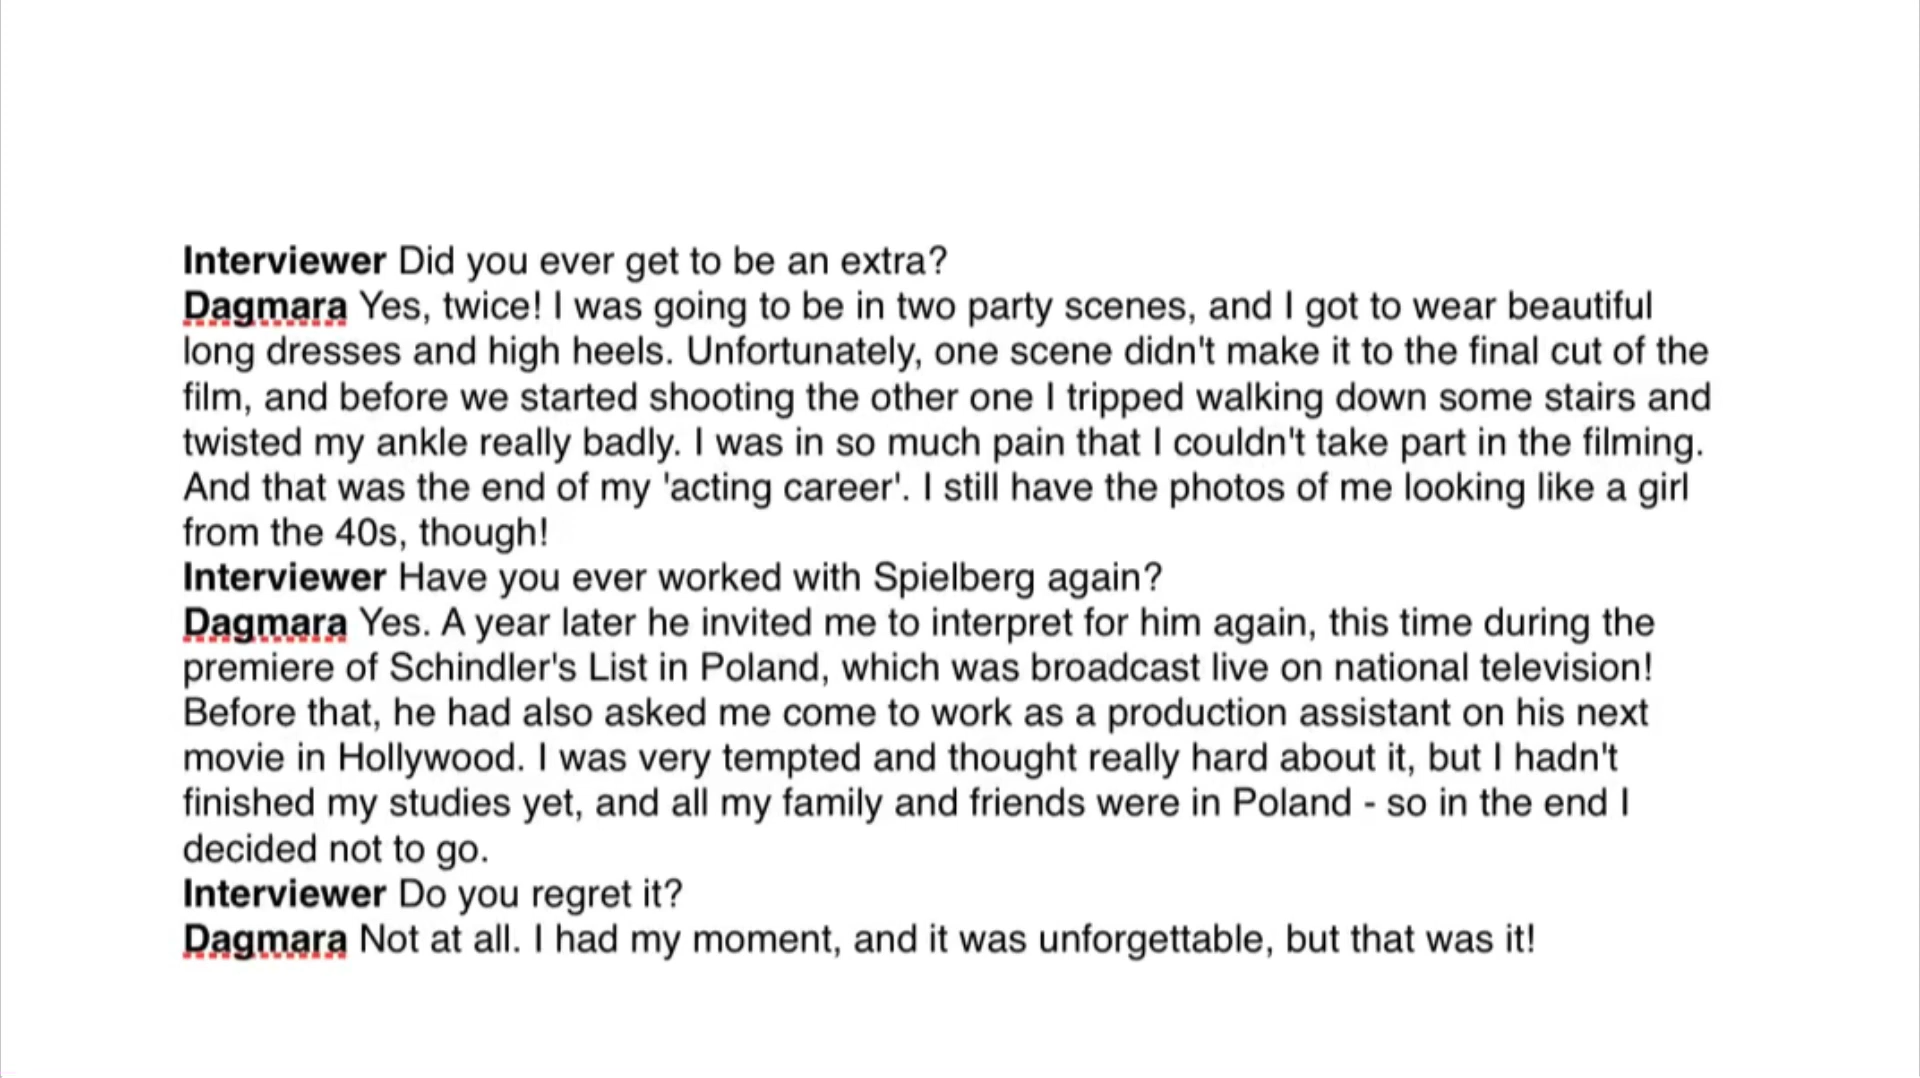 Interviewer Did you ever get to be an extra?
Dagmara Yes, twice! I was going to be in two party scenes, and I got to wear beautiful
long dresses and high heels. Unfortunately, one scene didn't make it to the final cut of the
film, and before we started shooting the other one I tripped walking down some stairs and
twisted my ankle really badly. I was in so much pain that I couldn't take part in the filming.
And that was the end of my 'acting career'. I still have the photos of me looking like a girl
from the 40s, though!
Interviewer Have you ever worked with Spielberg again?
Dagmara Yes. A year later he invited me to interpret for him again, this time during the
premiere of Schindler's List in Poland, which was broadcast live on national television!
Before that, he had also asked me come to work as a production assistant on his next
movie in Hollywood. I was very tempted and thought really hard about it, but I hadn't
finished my studies yet, and all my family and friends were in Poland - so in the end I
decided not to go.
Interviewer Do you regret it?
Dagmara Not at all. I had my moment, and it was unforgettable, but that was it!